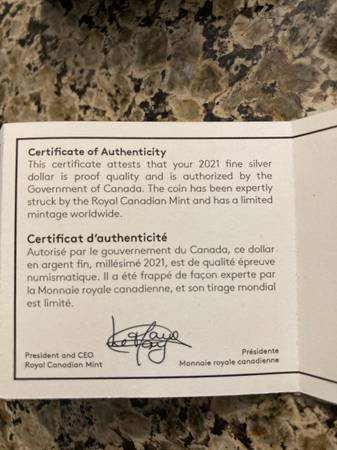 Certificate of Authenticity
This certificate attests that your 2021 fine silver
dollar is proof quality and is authorized by the
Government of Canada. The coin has been expertly
struck by the Royal Canadian Mint and has a limited
mintage worldwide.
Certificat d'authenticité
Autorisé par le gouvernement du Canada, ce dollar
en argent fin, millésimé 2021, est de qualité épreuve
numismatique. Il a été frappé de façon experte par
la Monnaie royale canadienne, et son tirage mondial
est limité.
President and CEO
Royal Canadian Mint
Présidente
Monnaie royale canadienne